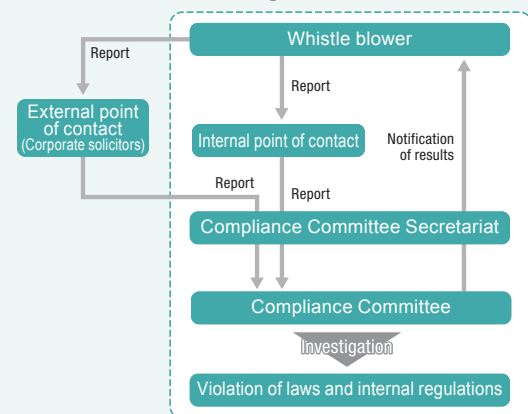 Whistle blower
Report
Report
External point
of contact
(Corporate solicitors)
Internal point of contact
Notification
of results
Report
Report
Compliance Committee Secretariat
Compliance Committee
Investigation
Violation of laws and internal regulations